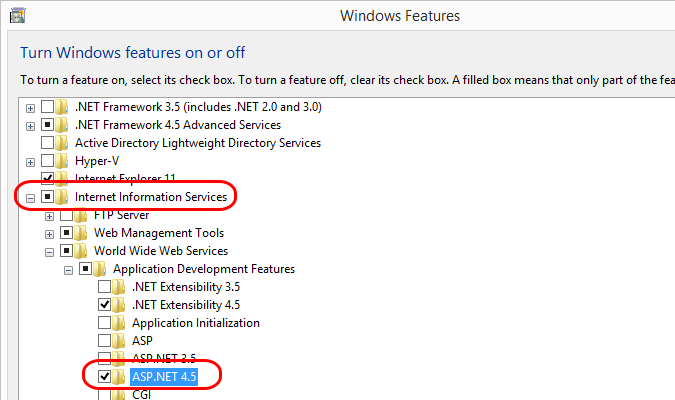 Windows Features
Turn Windows features on or off
To turn a feature on, select its check box. To turn a feature off, clear its check box. A filled box means that only part of the fea
.NET Framework 3.5 (includes .NET 2.0 and 3.0)
.NET Framework 4.5 Advanced Services
Active Directory Lightweight Directory Services
Hyper-V
Internet Explorer 11
Internet Information Services
FTP Server
Web Management Tools
World Wide Web Services
Application Development Features
.NET Extensibility 3.5
.NET Extensibility 4.5
Application Initialization
ASP
ASP.NET 3.5
ASP.NET 4.5
CGI